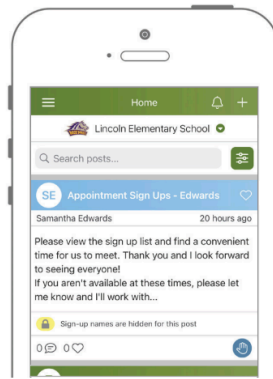 Home
Lincoln Elementary School
Search posts...
SE Appointment Sign Ups - Edwards
Samantha Edwards 20 hours ago
Please view the sign up list and find a convenient
time for us to meet. Thank you and I look forward
to seeing everyone!
If you aren't available at these times, please let
me know and I'll work with...
Sign-up names are hidden for this post
0 0